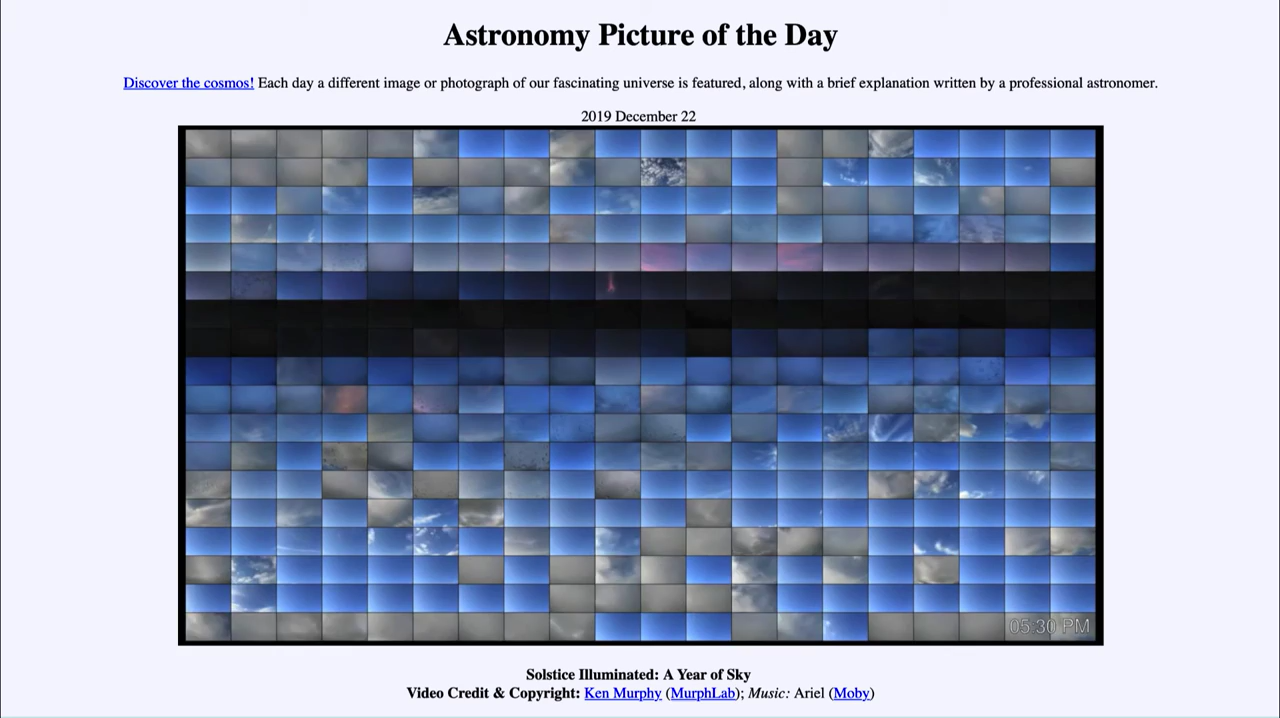 Astronomy Picture of the Day
Discover the cosmos! Each day a different image or photograph of our fascinating universe is featured, along with a brief explanation written by a professional astronomer.
2019 December 22
05:30 PM
Solstice Illuminated: A Year of Sky
Video Credit & Copyright: Ken Murphy (MurphLab); Music: Ariel (Moby)